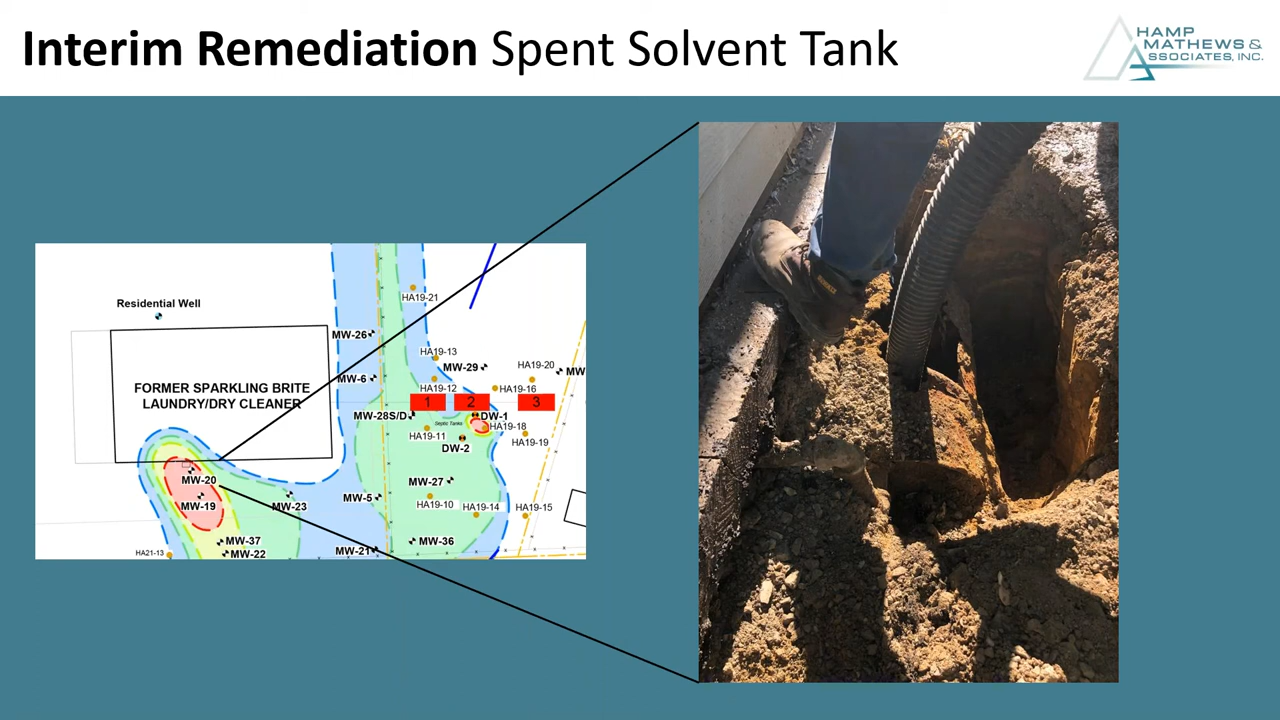 Interim Remediation Spent Solvent Tank
HAMP
MATHEWS &
ASSOCIATES, INC.
Residential Well
FORMER SPARKLING BRITE
LAUNDRY/DRY CLEANER
HA19-21
MW-26
HA19-13
MW-29
HA19-20
MW
MW-6
HA19-12
HA19-16
1
2
3
MW-28S/D
DW-1
Septic Tanks
HA19-18
HA19-11
HA19-19
DW-2
MW-20
MW-27
MW-19
MW-23
MW-5
HA19-10
HA19-14
HA19-15
MW-37
MW-36
HA21-13
MW-22
MW-21